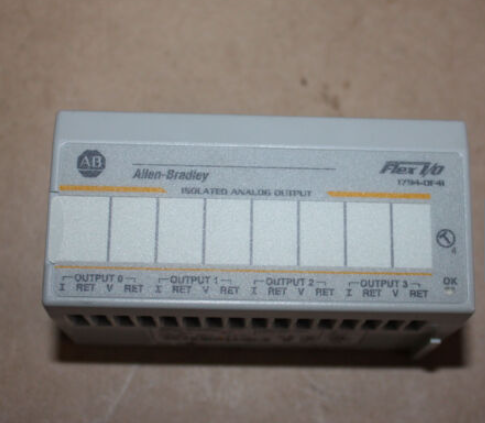 AB
Allen-Bradley
Flex I/O
1794-OF4I
ISOLATED ANALOG OUTPUT
4
OUTPUT 0 OUTPUT 1 OUTPUT 2 OUTPUT 3 OK
I RET V RET I RET V RET I RET V RET I RET V RET